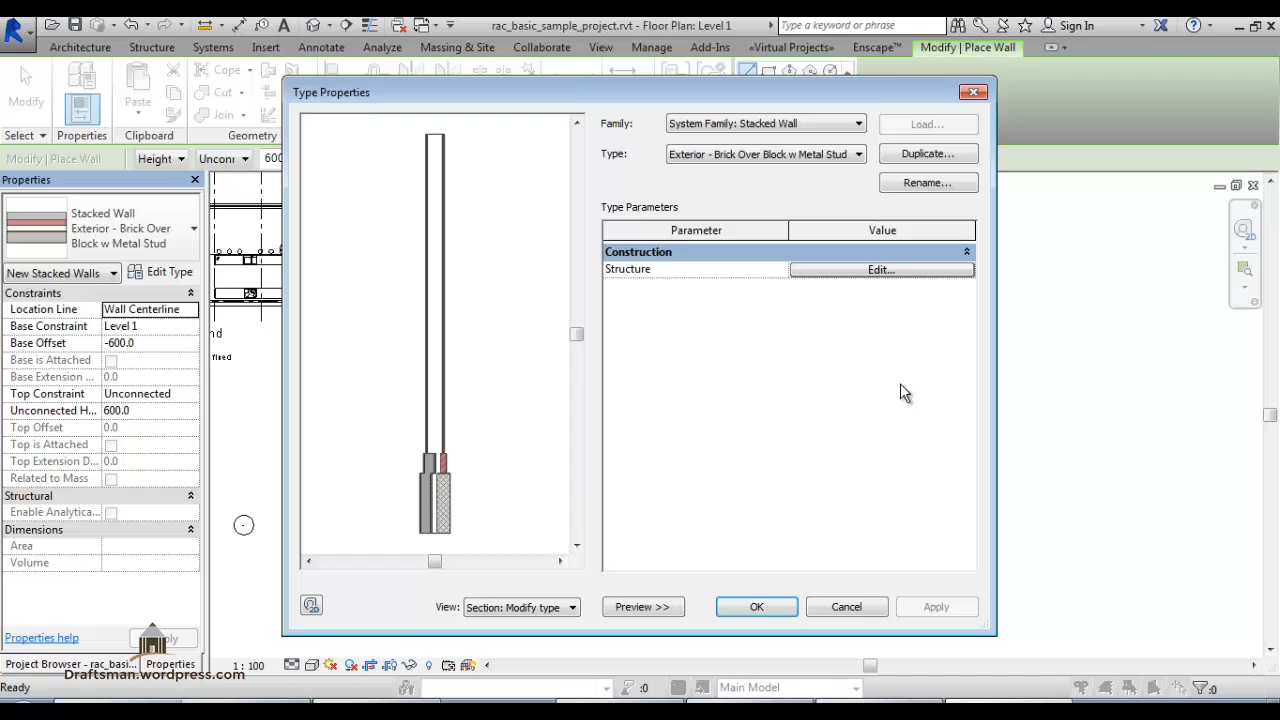 rac_basic_sample_project.rvt - Floor Plan: Level 1
Type a keyword or phrase
Sign In
Architecture
Structure
Systems
Insert
Annotate
Analyze
Massing & Site
Collaborate
View
Manage
Add-Ins
«Virtual Projects»
Enscape™
Modify | Place Wall
Modify
Paste
Cope
Cut
Join
Select
Properties
Clipboard
Geometry
Modify | Place Wall
Height
Unconr
600
Properties
Stacked Wall
Exterior - Brick Over
Block w Metal Stud
New Stacked Walls
Edit Type
Constraints
Location Line
Wall Centerline
Base Constraint
Level 1
Base Offset
-600.0
Base is Attached
Base Extension ...
0.0
Top Constraint
Unconnected
Unconnected H...
600.0
Top Offset
0.0
Top is Attached
Top Extension D...
0.0
Related to Mass
Structural
Enable Analytica...
Dimensions
Area
Volume
Properties help
Project Browser - rac_basi...
Properties
Draftsman.wordpress.com
Ready
nd
fined
Type Properties
Family:
System Family: Stacked Wall
Load...
Type:
Exterior - Brick Over Block w Metal Stud
Duplicate...
Rename...
Type Parameters
Parameter
Value
Construction
Structure
Edit...
View:
Section: Modify type
Preview >>
OK
Cancel
Apply
1 : 100
:0
Main Model
:0